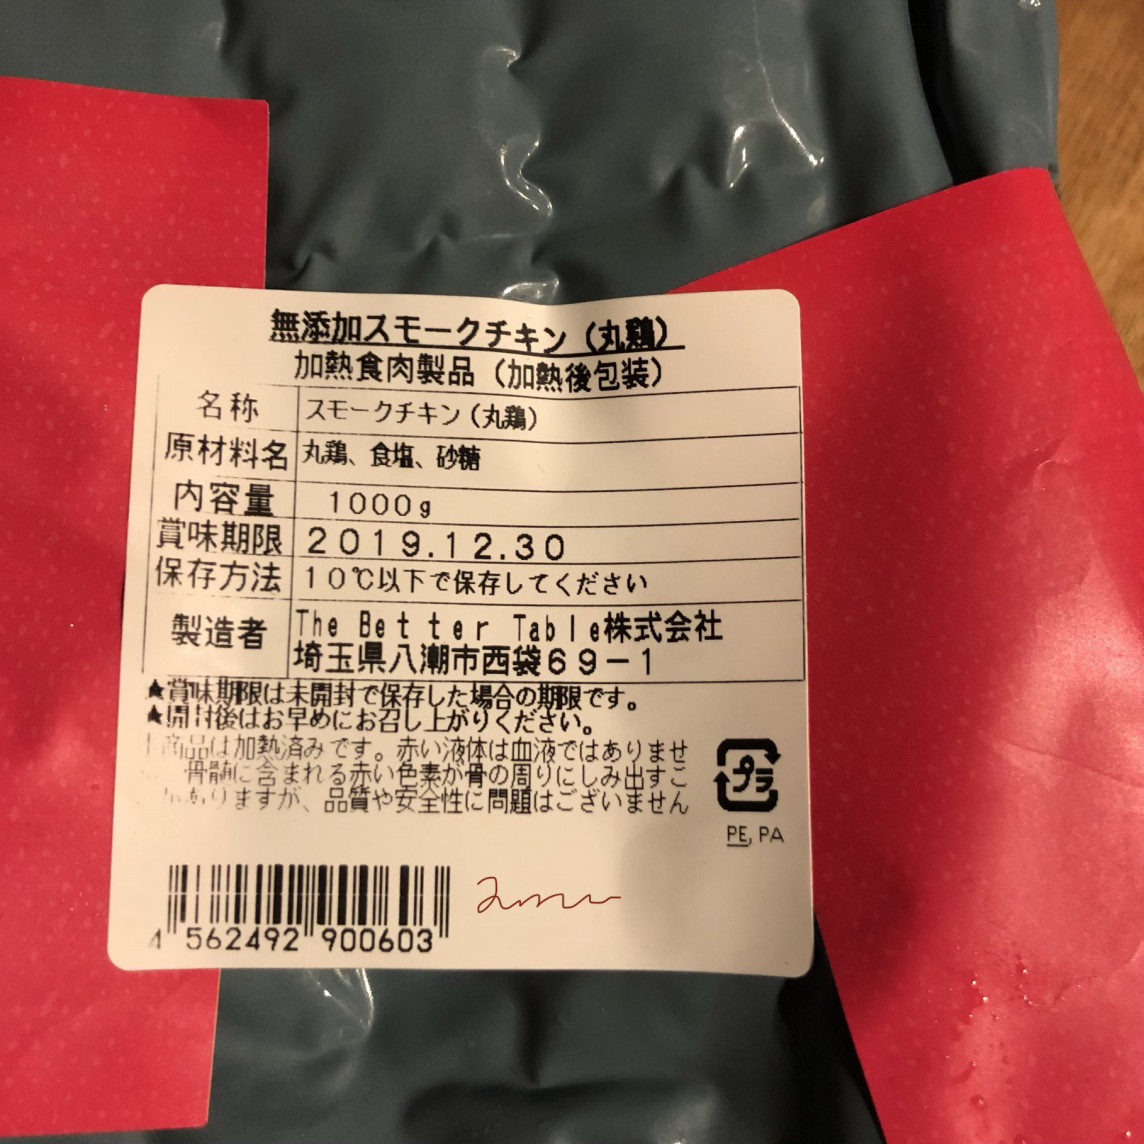 無添加スモークチキン（丸鶏）
加熱食肉製品（加熱後包装）
名称 スモークチキン（丸鶏）
原材料名 丸鶏、食塩、砂糖
内容量 1000g
賞味期限 2019.12.30
保存方法 10℃以下で保存してください
製造者 The Better Table株式会社
埼玉県八潮市西袋69－1
★賞味期限は未開封で保存した場合の期限です。
★開封後はお早めにお召し上がりください。
商品は加熱済みです。赤い液体は血液ではありませ
骨髄に含まれる赤い色素が骨の周りにしみ出すこ
がありますが、品質や安全性に問題はございません
プラ
PE, PA
4 562492 900603